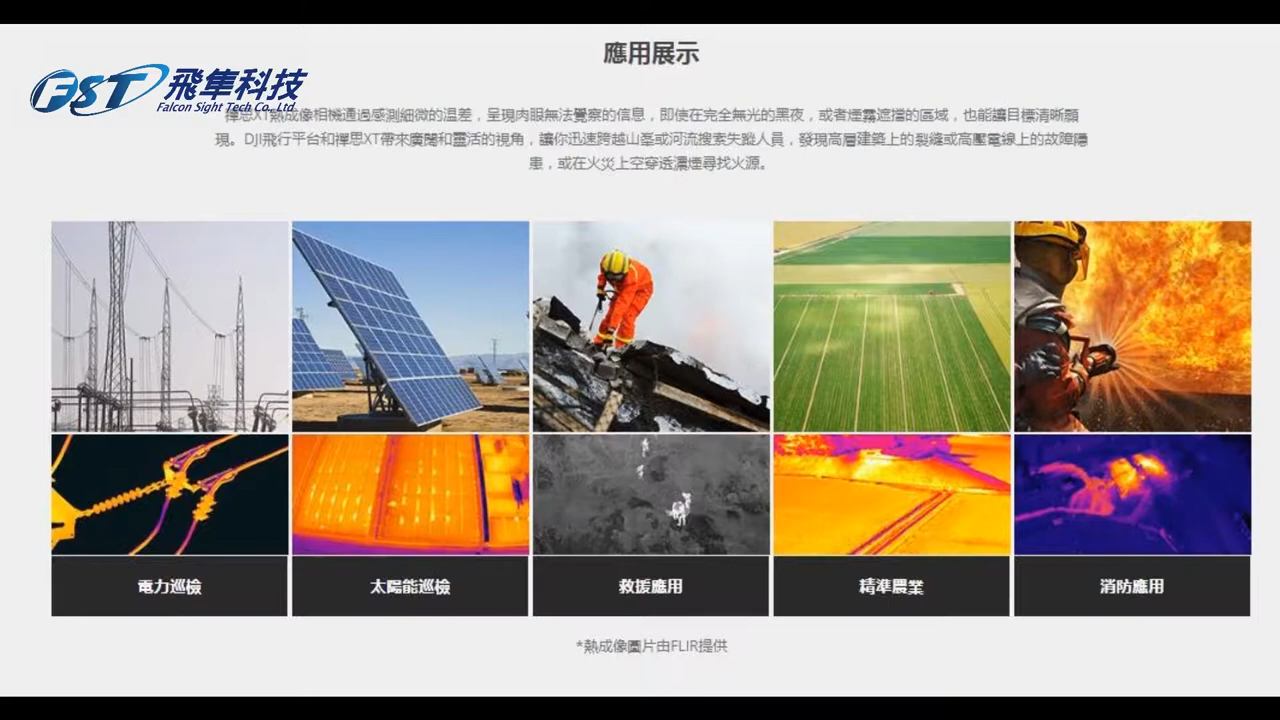 應用展示
FST 飛隼科技
Falcon Sight Tech Co., Ltd.
禪思XT熱成像相機通過感測細微的溫差，呈現肉眼無法覺察的信息，即使在完全無光的黑夜，或者煙霧遮擋的區域，也能讓目標清晰顯
現。DJI飛行平台和禪思XT帶來廣闊和靈活的視角，讓你迅速跨越山巒或河流搜索失蹤人員，發現高層建築上的裂縫或高壓電線上的故障隱
患，或在火災上空穿透濃煙尋找火源。
電力巡檢
太陽能巡檢
救援應用
精準農業
消防應用
*熱成像圖片由FLIR提供